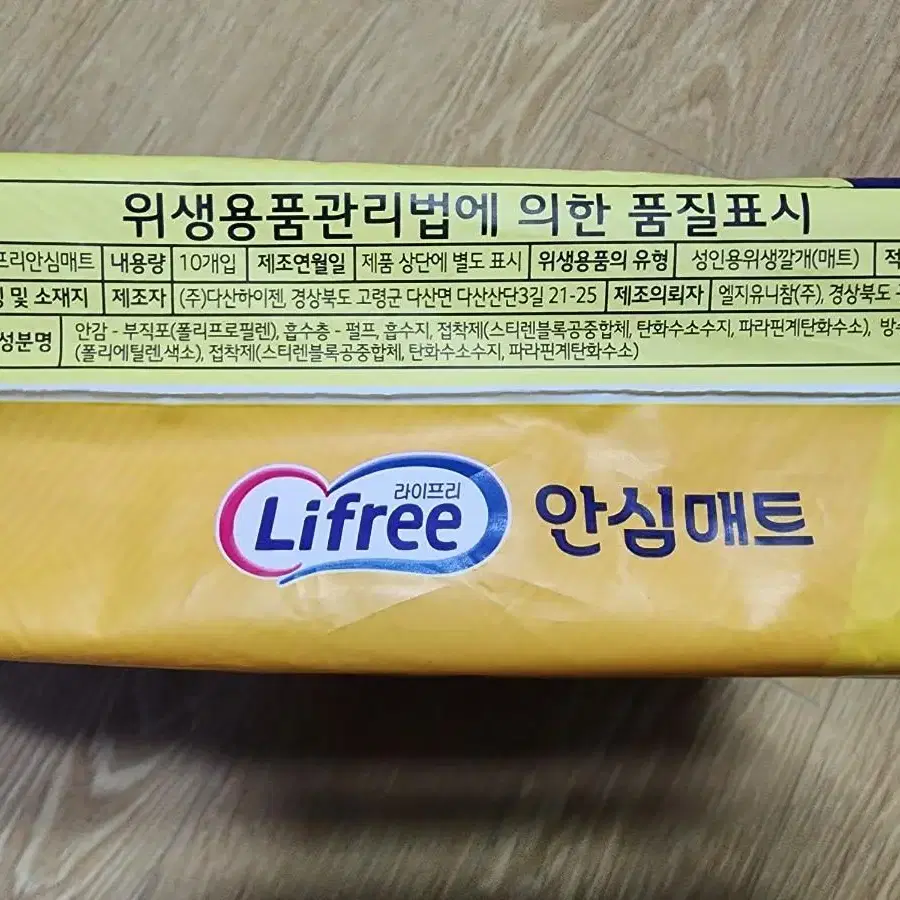 위생용품관리법에 의한 품질표시
프리안심매트 내용량 10개입 제조연월일 제품 상단에 별도 표시 위생용품의 유형 성인용위생깔개(매트) 적
및 소재지 제조자 (주)다산하이젠, 경상북도 고령군 다산면 다산산단3길 21-25 제조의뢰자 엘지유니참(주), 경상북도
성분명 안감 - 부직포(폴리프로필렌), 흡수층 - 펄프, 흡수지, 접착제(스티렌블록공중합체, 탄화수소수지, 파라핀계탄화수소), 방수
(폴리에틸렌,색소), 접착제(스티렌블록공중합체, 탄화수소수지, 파라핀계탄화수소)
라이프리
Lifree 안심매트